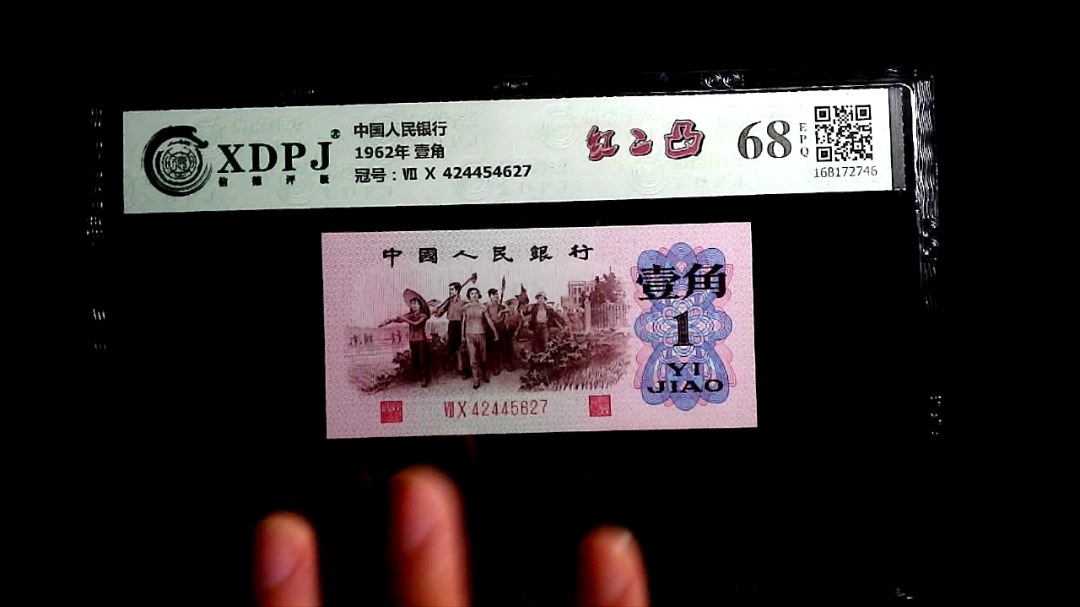 XDPJ
中国人民银行
1962年 壹角
冠号：Ⅶ X 424454627
红二凸
68
EPQ
168172746
中國人民銀行
壹角
1
YI
JIAO
ⅦX 42445627